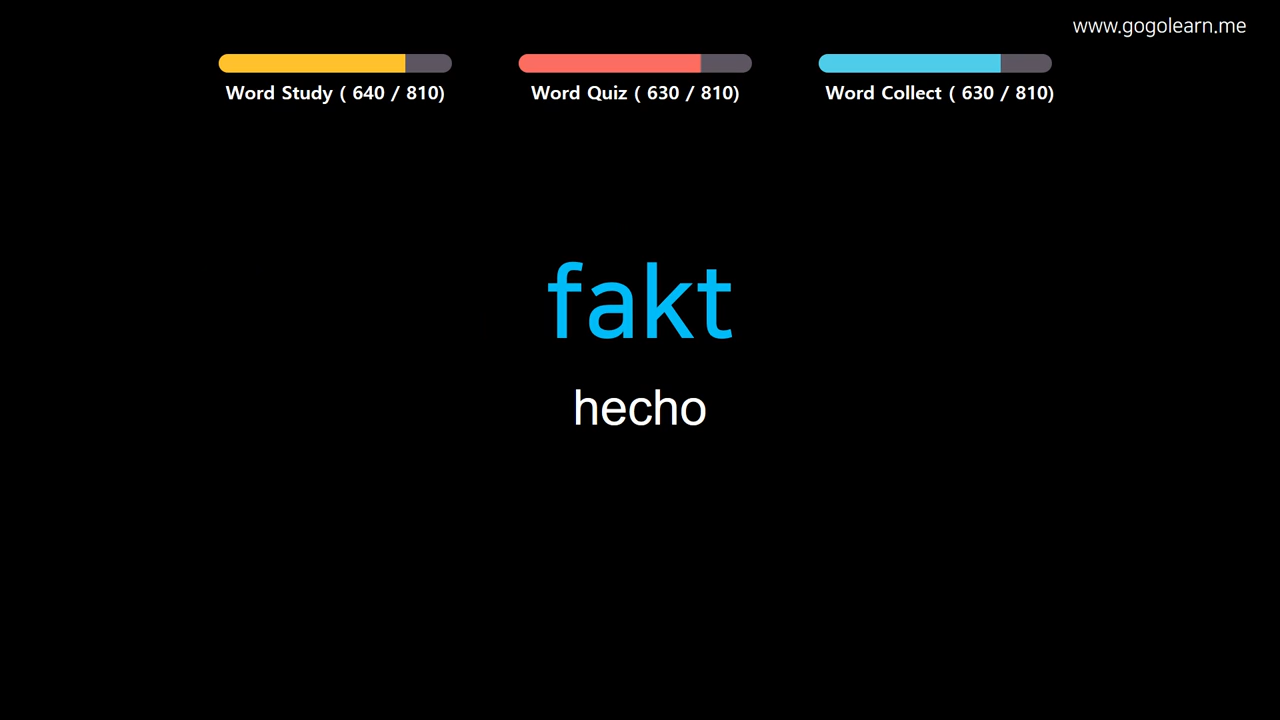 www.gogolearn.me
Word Study ( 640 / 810)
Word Quiz ( 630 / 810)
Word Collect ( 630 / 810)
fakt
hecho